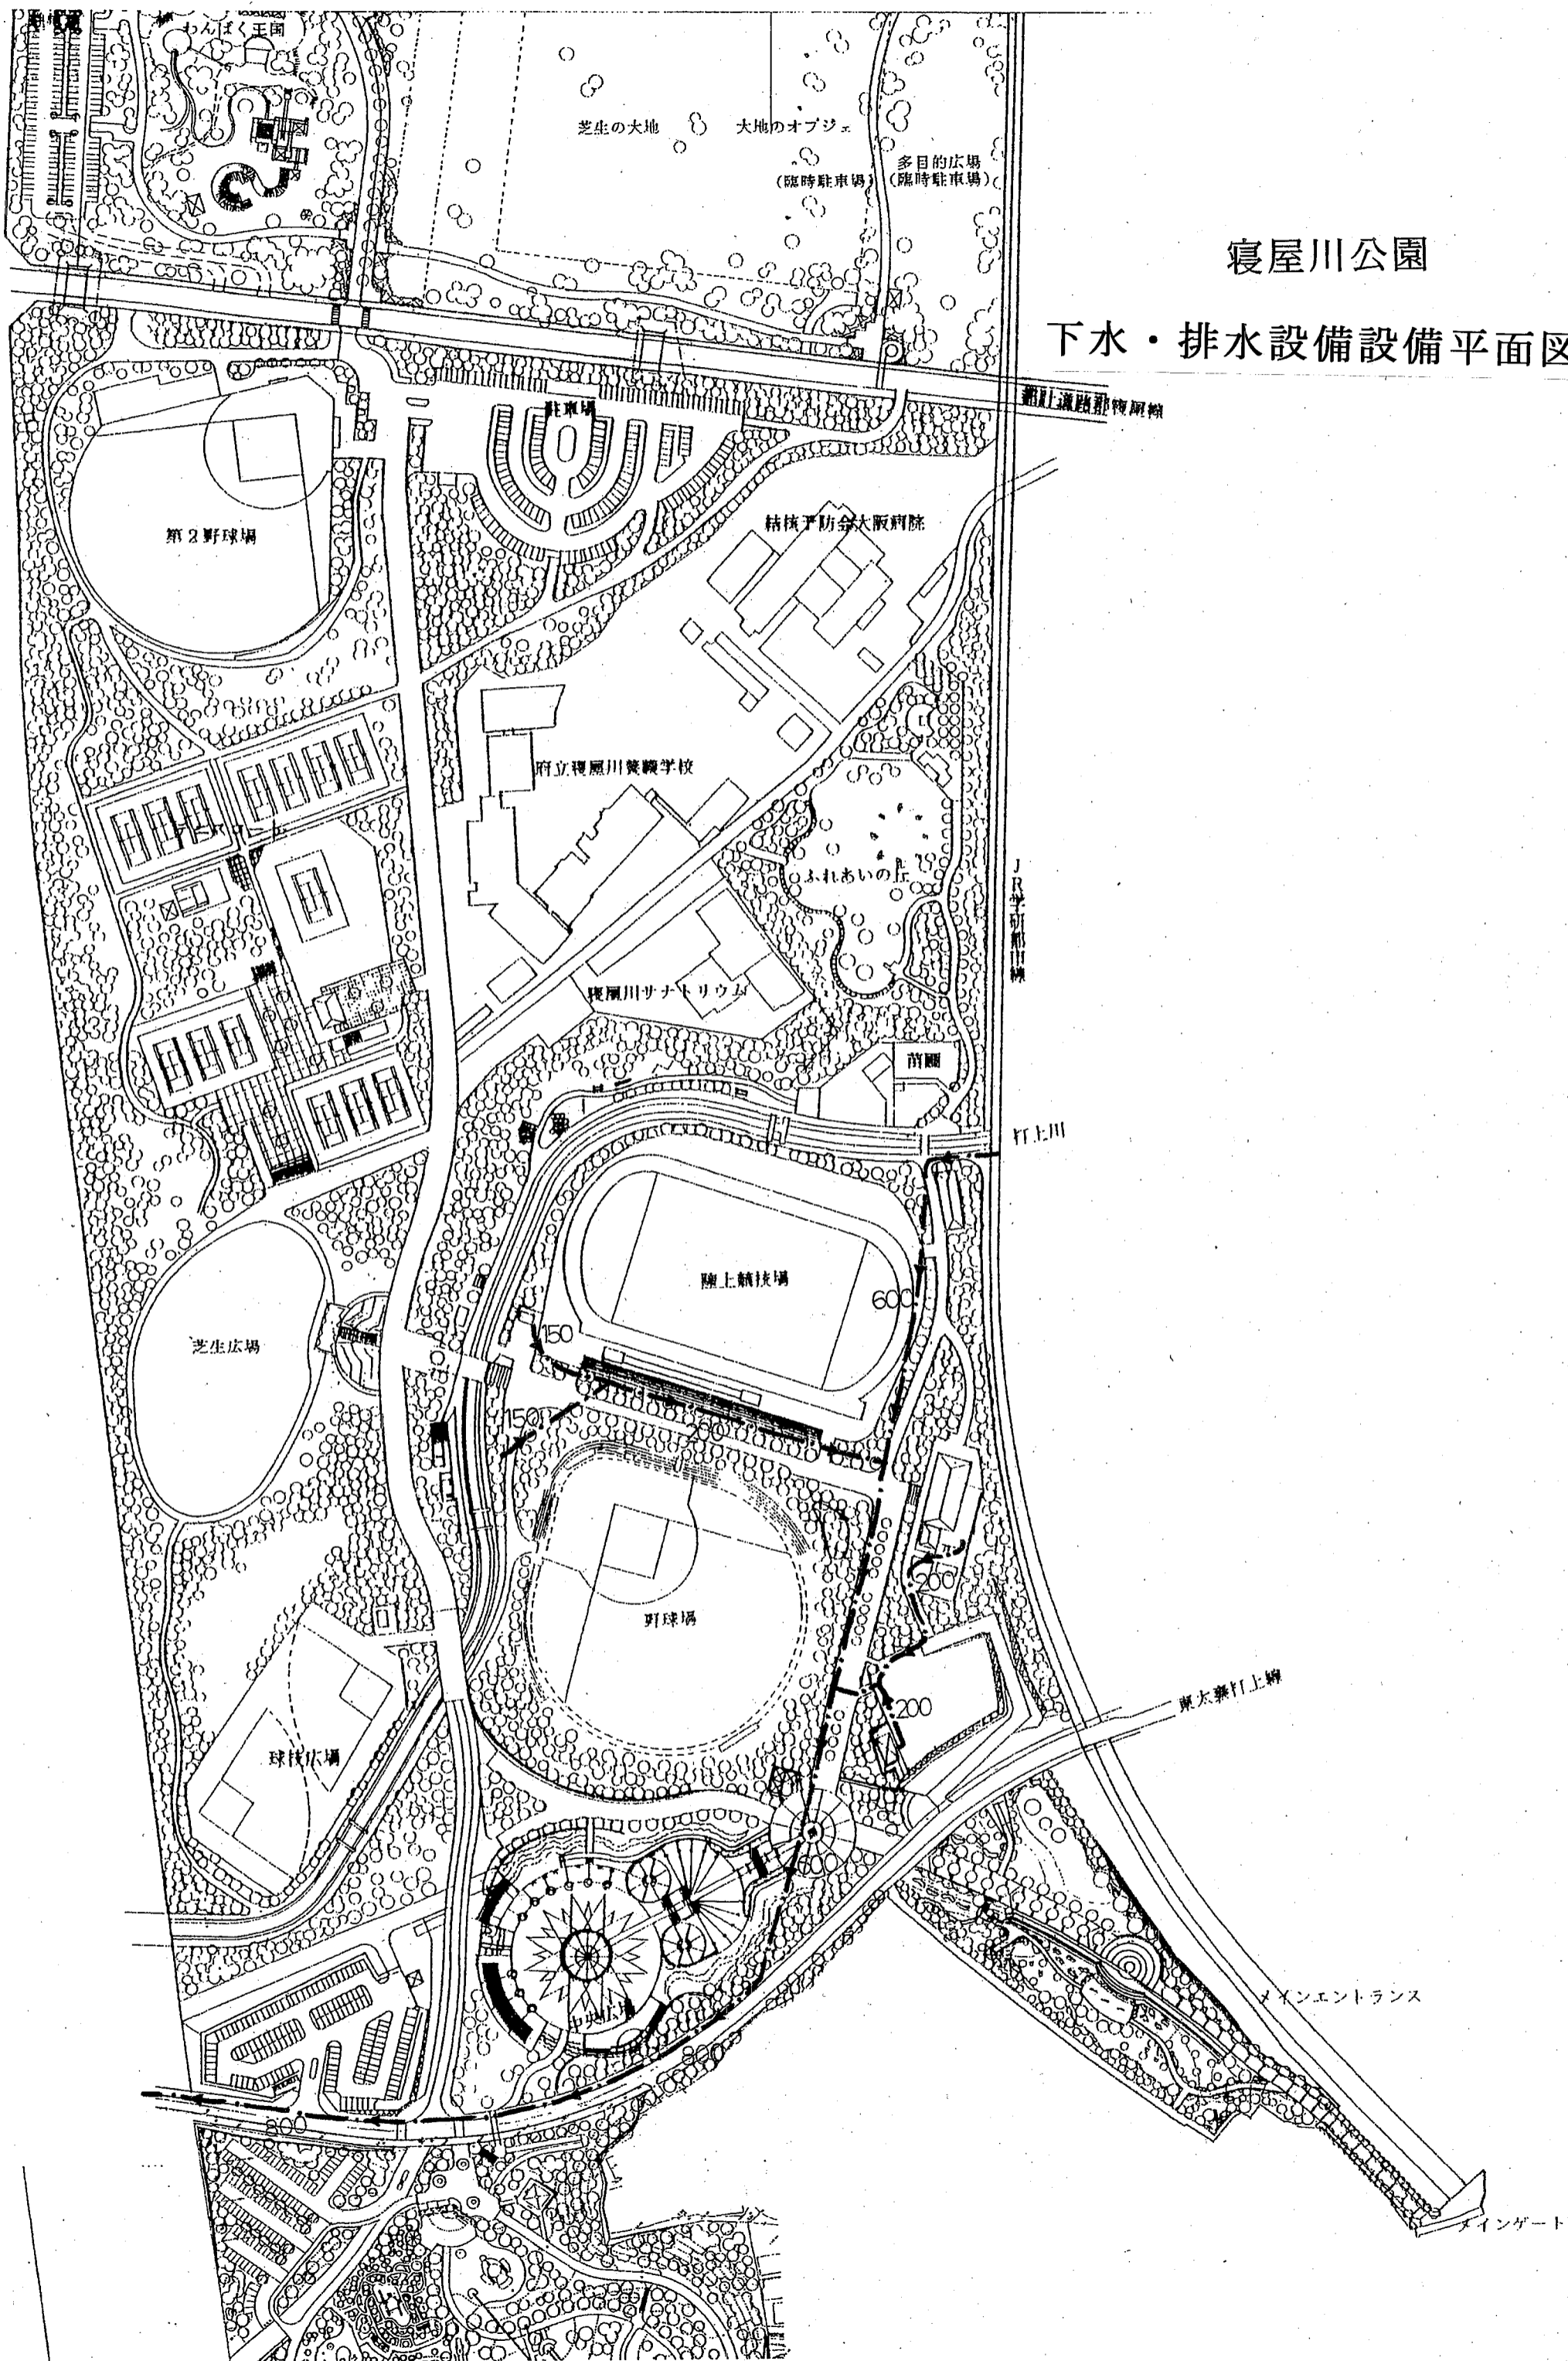 わんぱく王国
芝生の大地
大地のオブジェ
(臨時駐車場)
多目的広場
(臨時駐車場)
寝屋川公園
下水・排水設備設備平面図
駐車場
第2野球場
結核予防会大阪病院
府立寝屋川養護学校
ふれあいの丘
JR学研都市線
寝屋川サナトリウム
苗圃
打上川
陸上競技場
600
150
芝生広場
150
200
200
野球場
200
東太秦打上線
球技広場
600
メインエントランス
中央広場
800
800
メインゲート